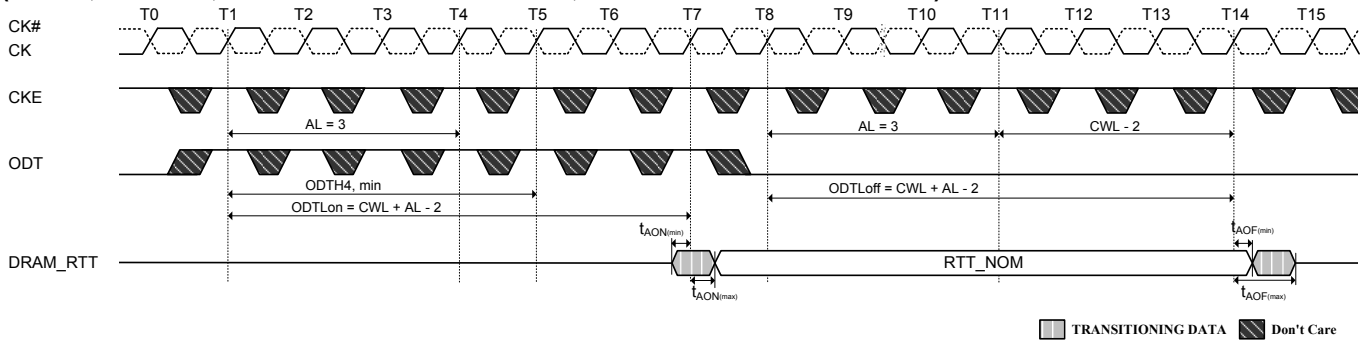 T0 T1 T2 T3 T4 T5 T6 T7 T8 T9 T10 T11 T12 T13 T14 T15
CK#
CK
CKE
AL = 3 AL = 3 CWL - 2
ODT
ODTH4, min ODTLoff = CWL + AL - 2
ODTLon = CWL + AL - 2
tAON(min) tAOF(min)
DRAM_RTT RTT_NOM
tAON(max) tAOF(max)
TRANSITIONING DATA Don't Care